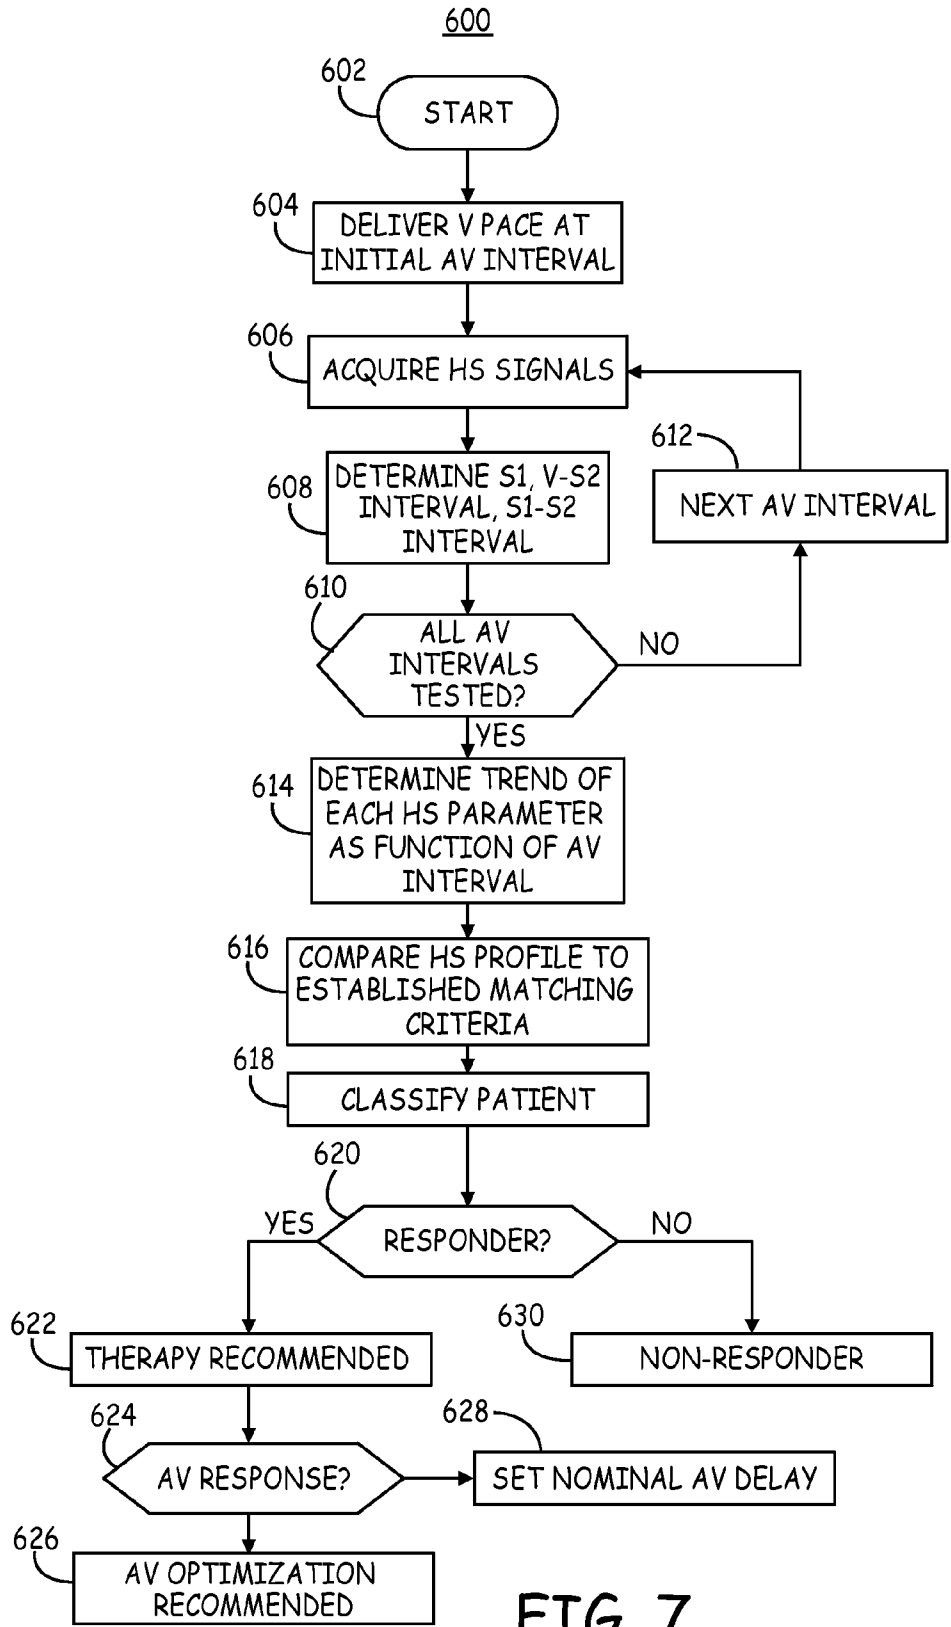 600
602
START
604
DELIVER V PACE AT
INITIAL AV INTERVAL
606
ACQUIRE HS SIGNALS
612
NEXT AV INTERVAL
608
DETERMINE S1, V-S2
INTERVAL, S1-S2
INTERVAL
610
ALL AV
INTERVALS
TESTED?
NO
YES
614
DETERMINE TREND OF
EACH HS PARAMETER
AS FUNCTION OF AV
INTERVAL
616
COMPARE HS PROFILE TO
ESTABLISHED MATCHING
CRITERIA
618
CLASSIFY PATIENT
620
YES
RESPONDER?
NO
622
THERAPY RECOMMENDED
630
NON-RESPONDER
624
AV RESPONSE?
628
SET NOMINAL AV DELAY
626
AV OPTIMIZATION
RECOMMENDED
FIG. 7